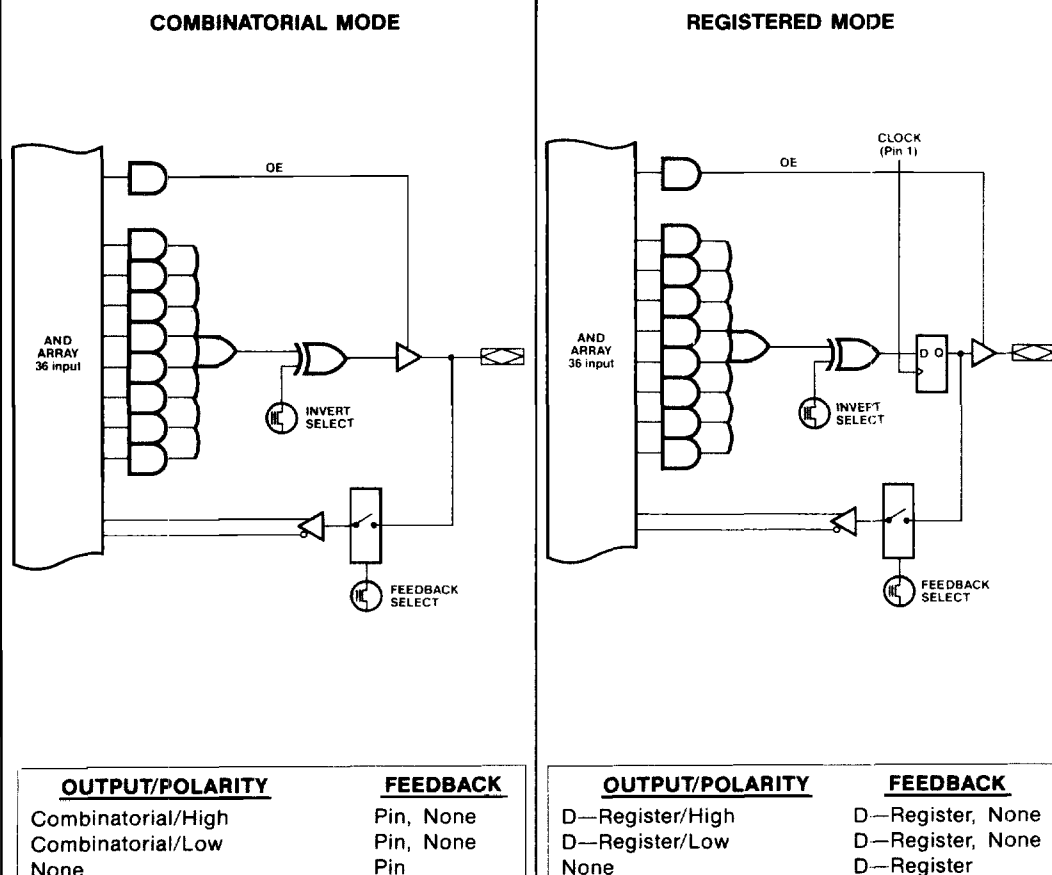 COMBINATORIAL MODE
OE
AND
ARRAY
36 input
INVERT
SELECT
FEEDBACK
SELECT
OUTPUT/POLARITY FEEDBACK
Combinatorial/High Pin, None
Combinatorial/Low Pin, None
None Pin
REGISTERED MODE
CLOCK
(Pin 1)
OE
AND
ARRAY
36 input
D Q
INVERT
SELECT
FEEDBACK
SELECT
OUTPUT/POLARITY FEEDBACK
D—Register/High D—Register, None
D—Register/Low D—Register, None
None D—Register